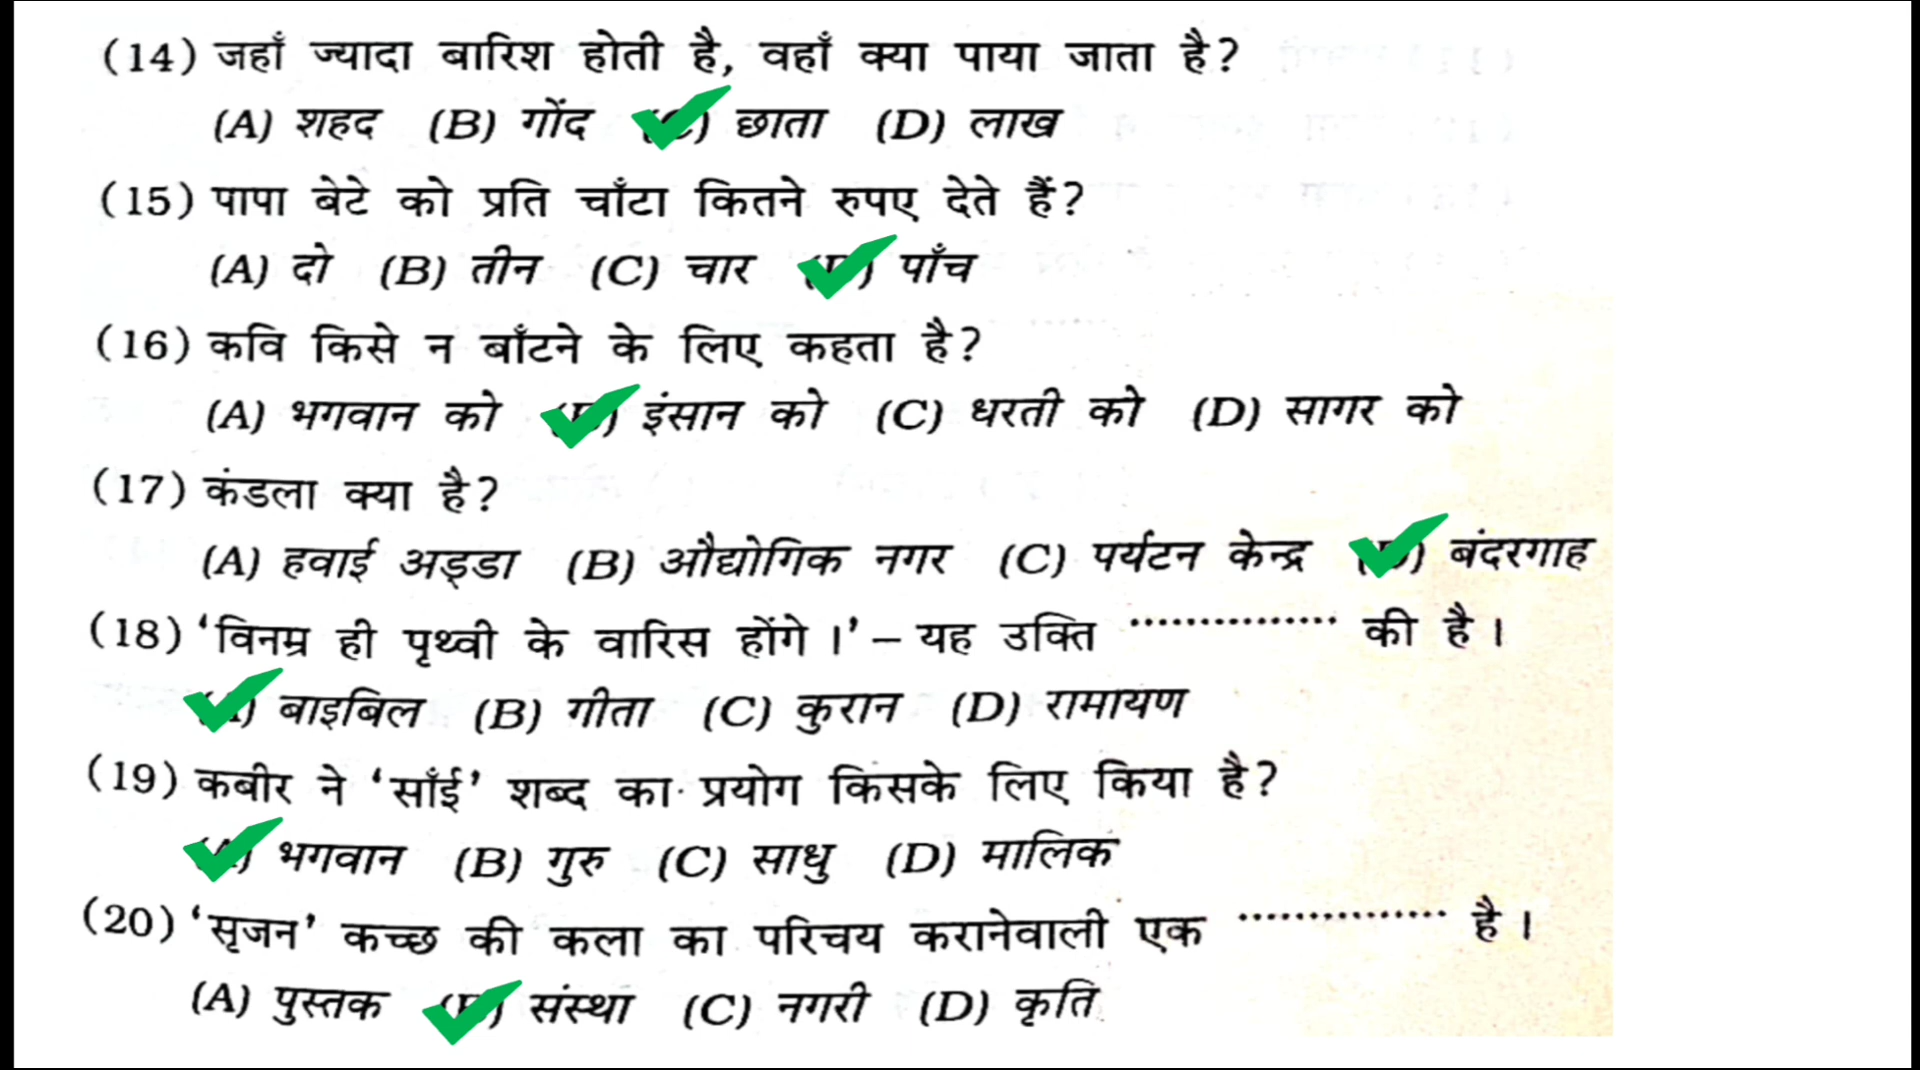 (14) जहाँ ज्यादा बारिश होती है, वहाँ क्या पाया जाता है?
(A) शहद (B) गोंद (C) छाता (D) लाख
(15) पापा बेटे को प्रति चाँटा कितने रुपए देते हैं?
(A) दो (B) तीन (C) चार (D) पाँच
(16) कवि किसे न बाँटने के लिए कहता है?
(A) भगवान को (B) इंसान को (C) धरती को (D) सागर को
(17) कंडला क्या है?
(A) हवाई अड्डा (B) औद्योगिक नगर (C) पर्यटन केन्द्र (D) बंदरगाह
(18) ‘विनम्र ही पृथ्वी के वारिस होंगे ।’ – यह उक्ति ............... की है ।
(A) बाइबिल (B) गीता (C) कुरान (D) रामायण
(19) कबीर ने ‘साँई’ शब्द का प्रयोग किसके लिए किया है?
(A) भगवान (B) गुरु (C) साधु (D) मालिक
(20) ‘सृजन’ कच्छ की कला का परिचय करानेवाली एक ............... है ।
(A) पुस्तक (B) संस्था (C) नगरी (D) कृति